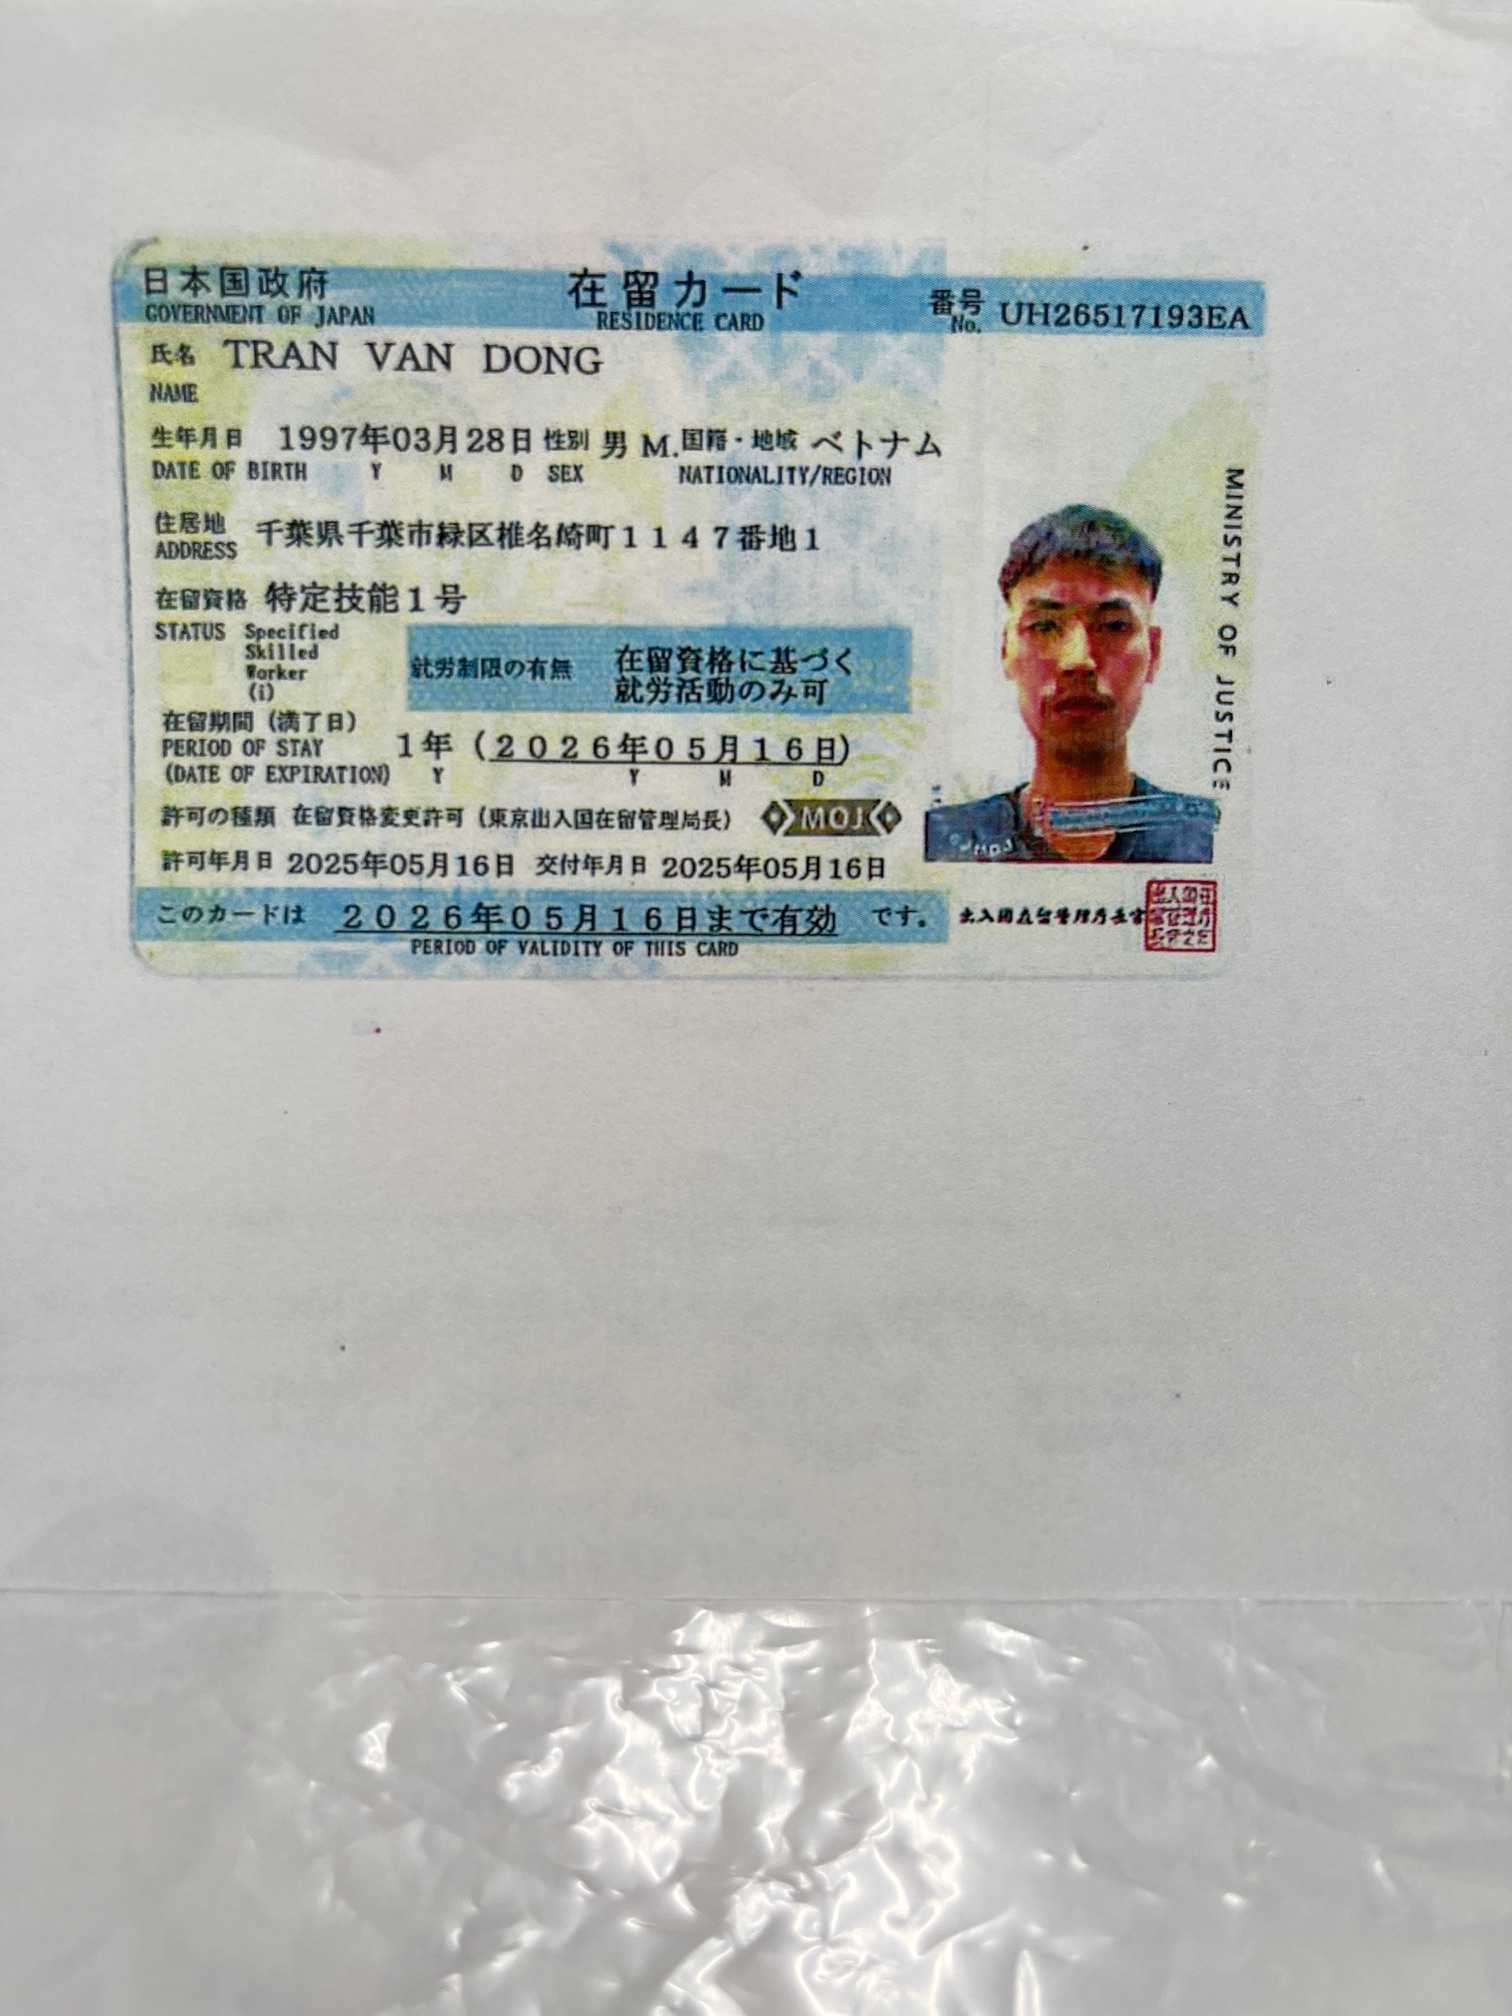 日本国政府 在留カード 番号 UH26517193EA
GOVERNMENT OF JAPAN RESIDENCE CARD No.
氏名 TRAN VAN DONG
NAME
生年月日 1997年03月28日 性別 男 M. 国籍・地域 ベトナム
DATE OF BIRTH Y M D SEX NATIONALITY/REGION
住居地 千葉県千葉市緑区椎名崎町1147番地1
ADDRESS
在留資格 特定技能1号
STATUS Specified
Skilled
Worker
(i)
就労制限の有無 在留資格に基づく
就労活動のみ可
在留期間(満了日)
PERIOD OF STAY 1年(2026年05月16日)
(DATE OF EXPIRATION) Y Y M D
許可の種類 在留資格変更許可(東京出入国在留管理局長) MOJ
許可年月日 2025年05月16日 交付年月日 2025年05月16日
このカードは 2026年05月16日まで有効 です。
PERIOD OF VALIDITY OF THIS CARD
MINISTRY OF JUSTICE
出入国在留管理庁長官